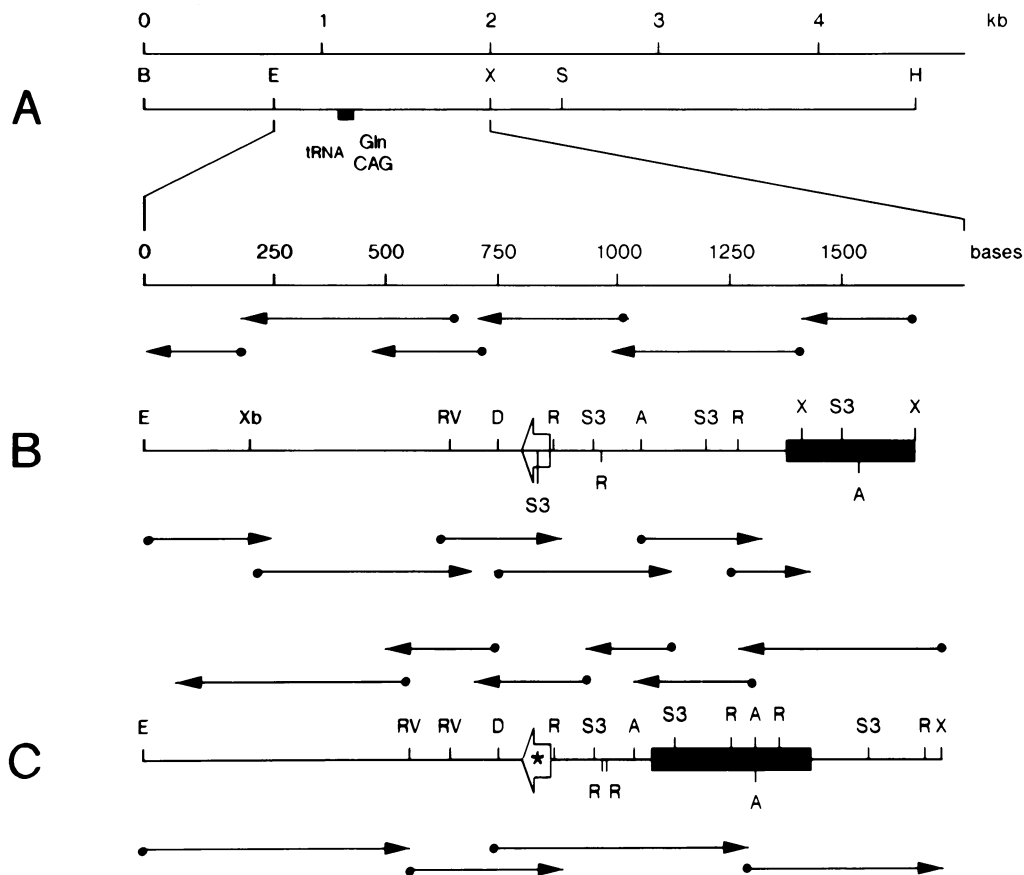 0 1 2 3 4 kb
B E X S H
A
tRNA Gln
CAG
0 250 500 750 1000 1250 1500 bases
E Xb RV D R S3 A S3 R X S3 X
B
S3 R A
E RV RV D R S3 A S3 R A R S3 R X
C
★
R R A